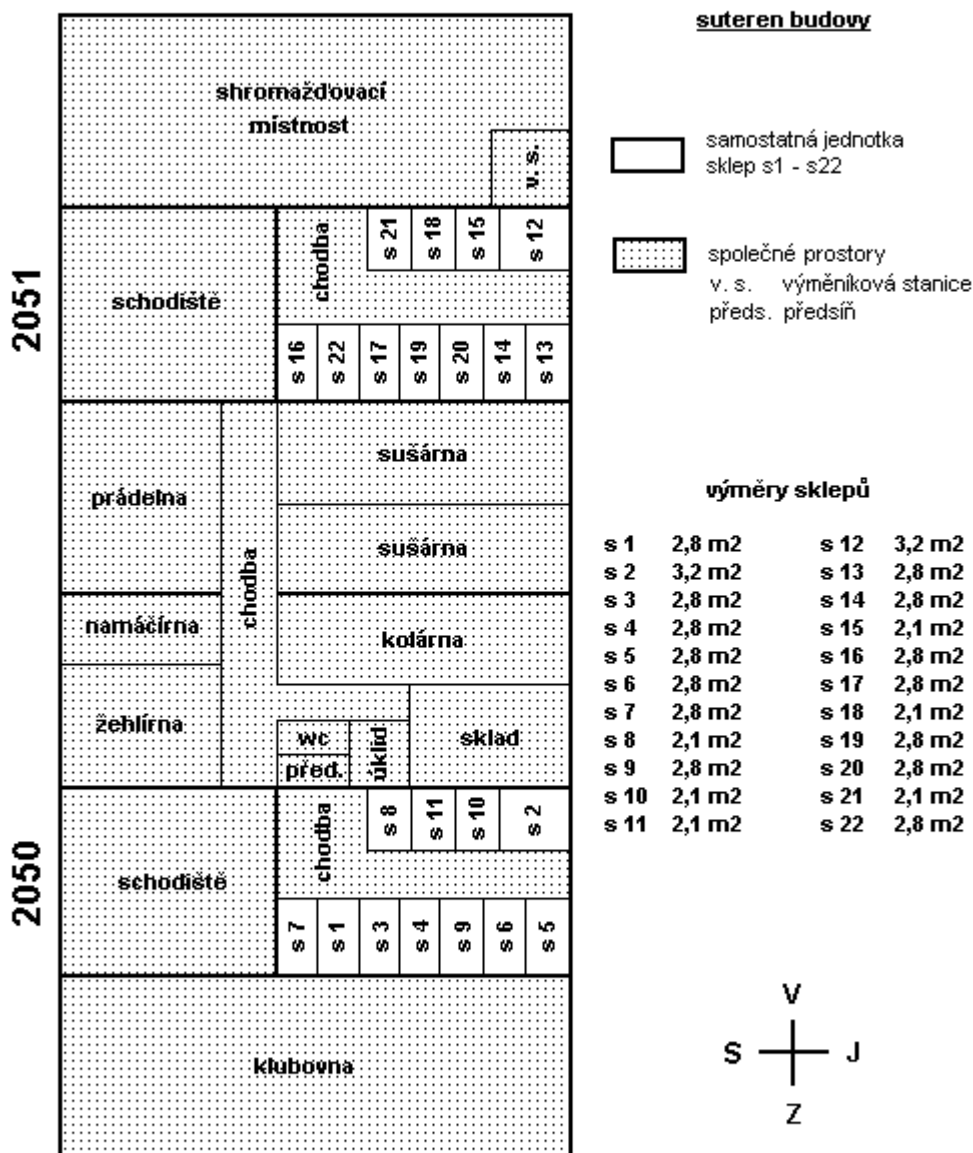 suteren budovy
shromažďovací
místnost
v. s.
samostatná jednotka
sklep s1 - s22
společné prostory
v. s. výměníková stanice
předs. předsíň
2051
schodiště
chodba
s 21
s 18
s 15
s 12
s 16
s 22
s 17
s 19
s 20
s 14
s 13
prádelna
chodba
sušárna
sušárna
namáčírna
kolárna
žehlírna
wc
před.
úklid
sklad
výměry sklepů
s 1 2,8 m2 s 12 3,2 m2
s 2 3,2 m2 s 13 2,8 m2
s 3 2,8 m2 s 14 2,8 m2
s 4 2,8 m2 s 15 2,1 m2
s 5 2,8 m2 s 16 2,8 m2
s 6 2,8 m2 s 17 2,8 m2
s 7 2,8 m2 s 18 2,1 m2
s 8 2,1 m2 s 19 2,8 m2
s 9 2,8 m2 s 20 2,8 m2
s 10 2,1 m2 s 21 2,1 m2
s 11 2,1 m2 s 22 2,8 m2
2050
schodiště
chodba
s 8
s 11
s 10
s 2
s 7
s 1
s 3
s 4
s 9
s 6
s 5
klubovna
V
S J
Z